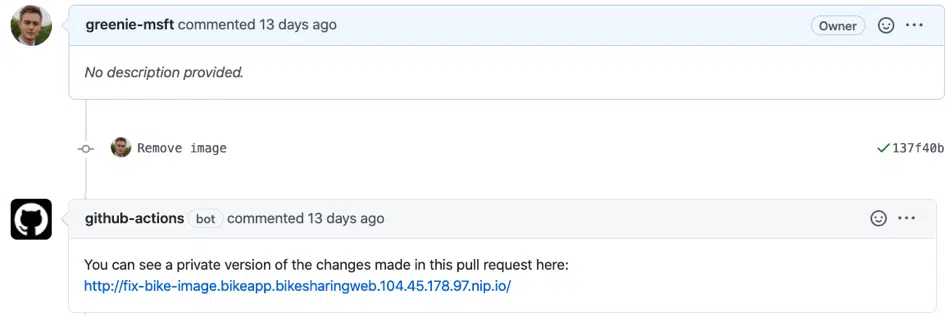 greenie-msft commented 13 days ago Owner
No description provided.
Remove image 137f40b
github-actions bot commented 13 days ago
You can see a private version of the changes made in this pull request here:
http://fix-bike-image.bikeapp.bikesharingweb.104.45.178.97.nip.io/